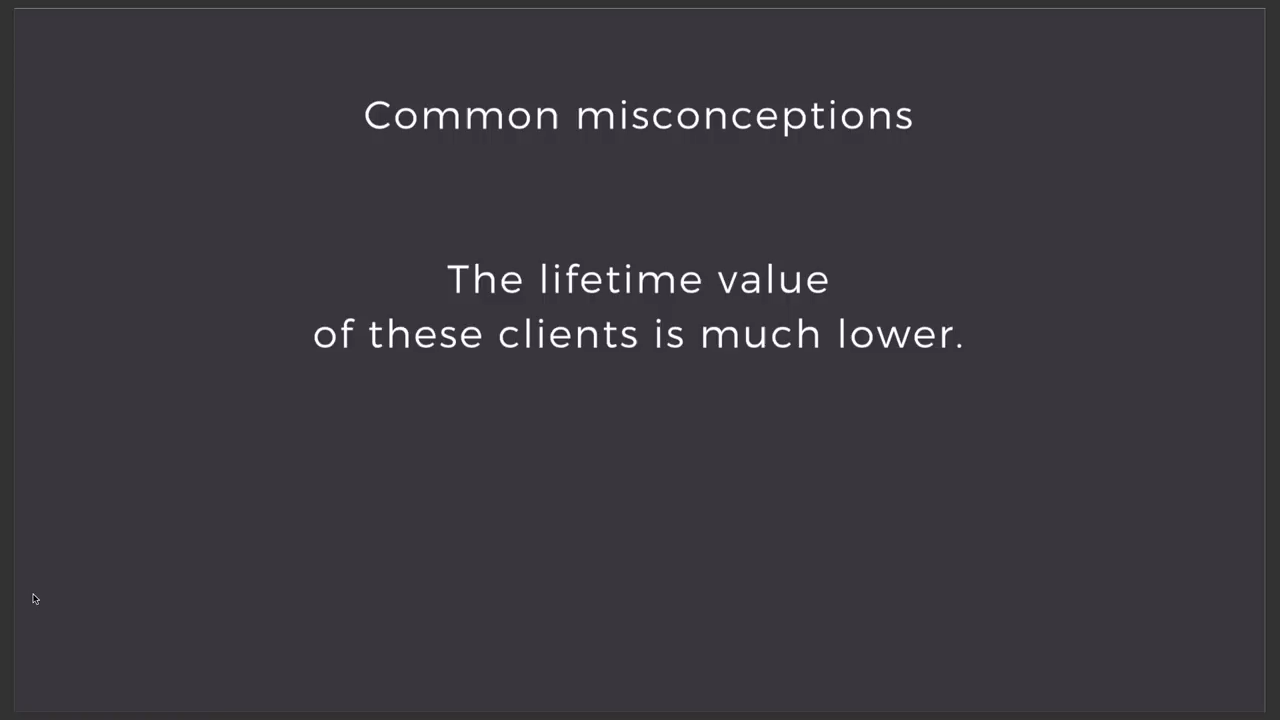 Common misconceptions
The lifetime value
of these clients is much lower.